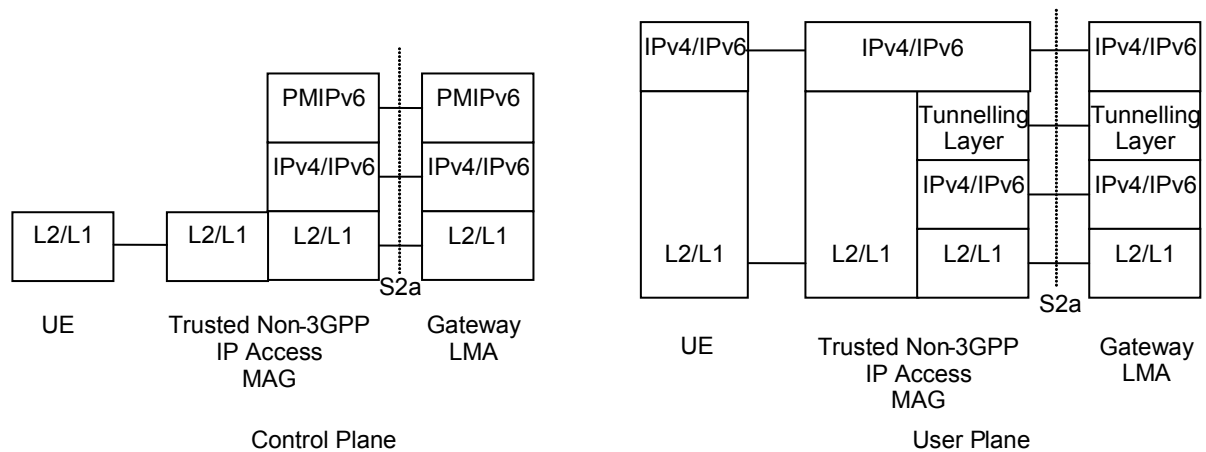 PMIPv6
PMIPv6
IPv4/IPv6
IPv4/IPv6
L2/L1
L2/L1
L2/L1
L2/L1
S2a
UE
Trusted Non-3GPP
IP Access
MAG
Gateway
LMA
Control Plane
IPv4/IPv6
IPv4/IPv6
IPv4/IPv6
Tunnelling
Layer
Tunnelling
Layer
IPv4/IPv6
IPv4/IPv6
L2/L1
L2/L1
L2/L1
L2/L1
S2a
UE
Trusted Non-3GPP
IP Access
MAG
Gateway
LMA
User Plane